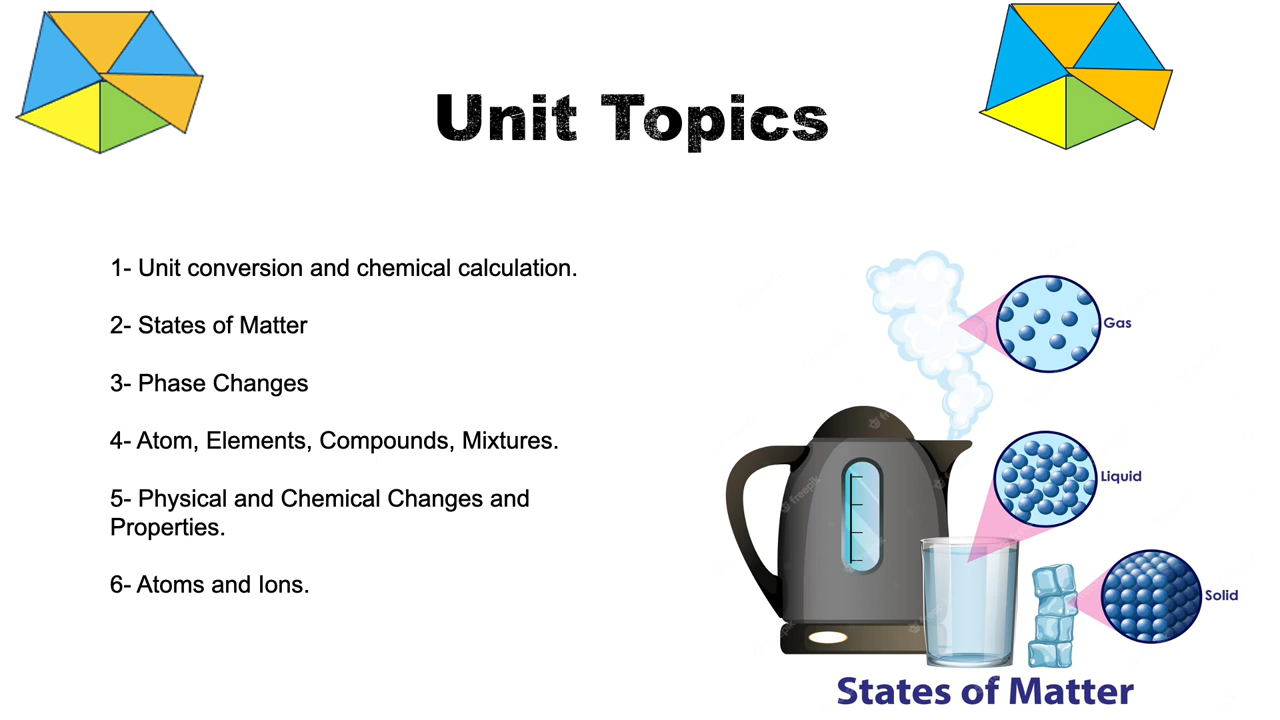 Unit Topics
1- Unit conversion and chemical calculation.
2- States of Matter
3- Phase Changes
4- Atom, Elements, Compounds, Mixtures.
5- Physical and Chemical Changes and
Properties.
6- Atoms and Ions.
Gas
Liquid
Solid
States of Matter